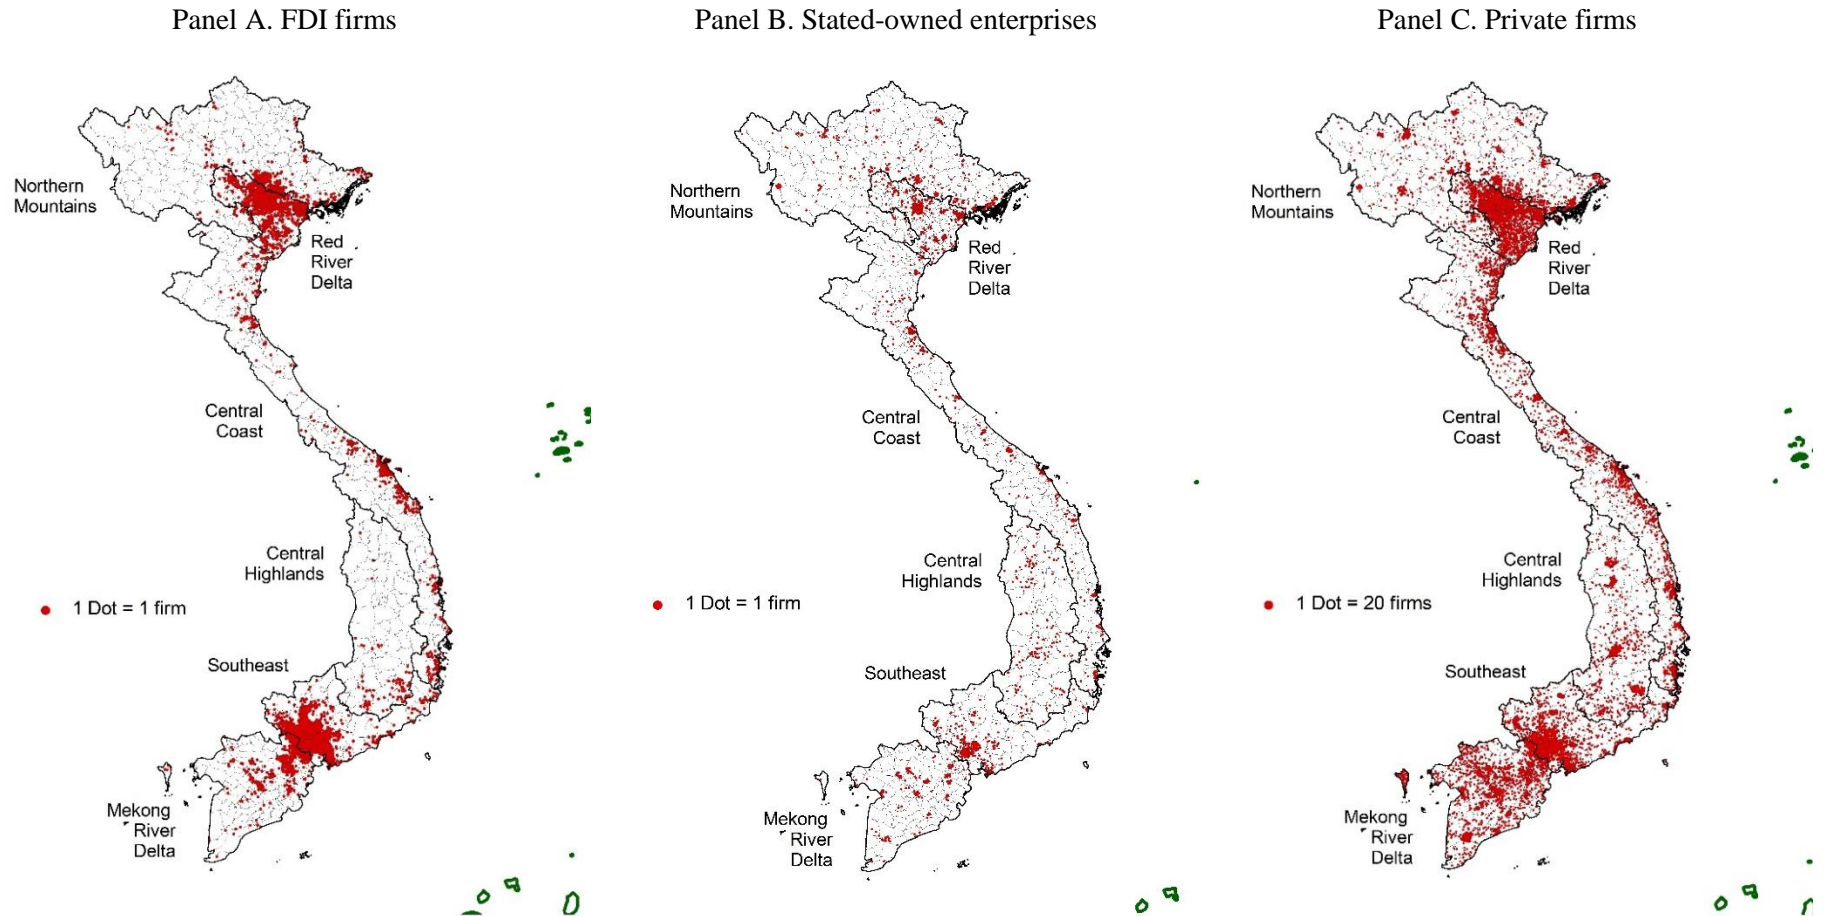 Panel A. FDI firms
Northern
Mountains
Red
River
Delta
Central
Coast
Central
Highlands
1 Dot = 1 firm
Southeast
Mekong
River
Delta
Panel B. Stated-owned enterprises
Northern
Mountains
Red
River
Delta
Central
Coast
Central
Highlands
1 Dot = 1 firm
Southeast
Mekong
River
Delta
Panel C. Private firms
Northern
Mountains
Red
River
Delta
Central
Coast
Central
Highlands
1 Dot = 20 firms
Southeast
Mekong
River
Delta